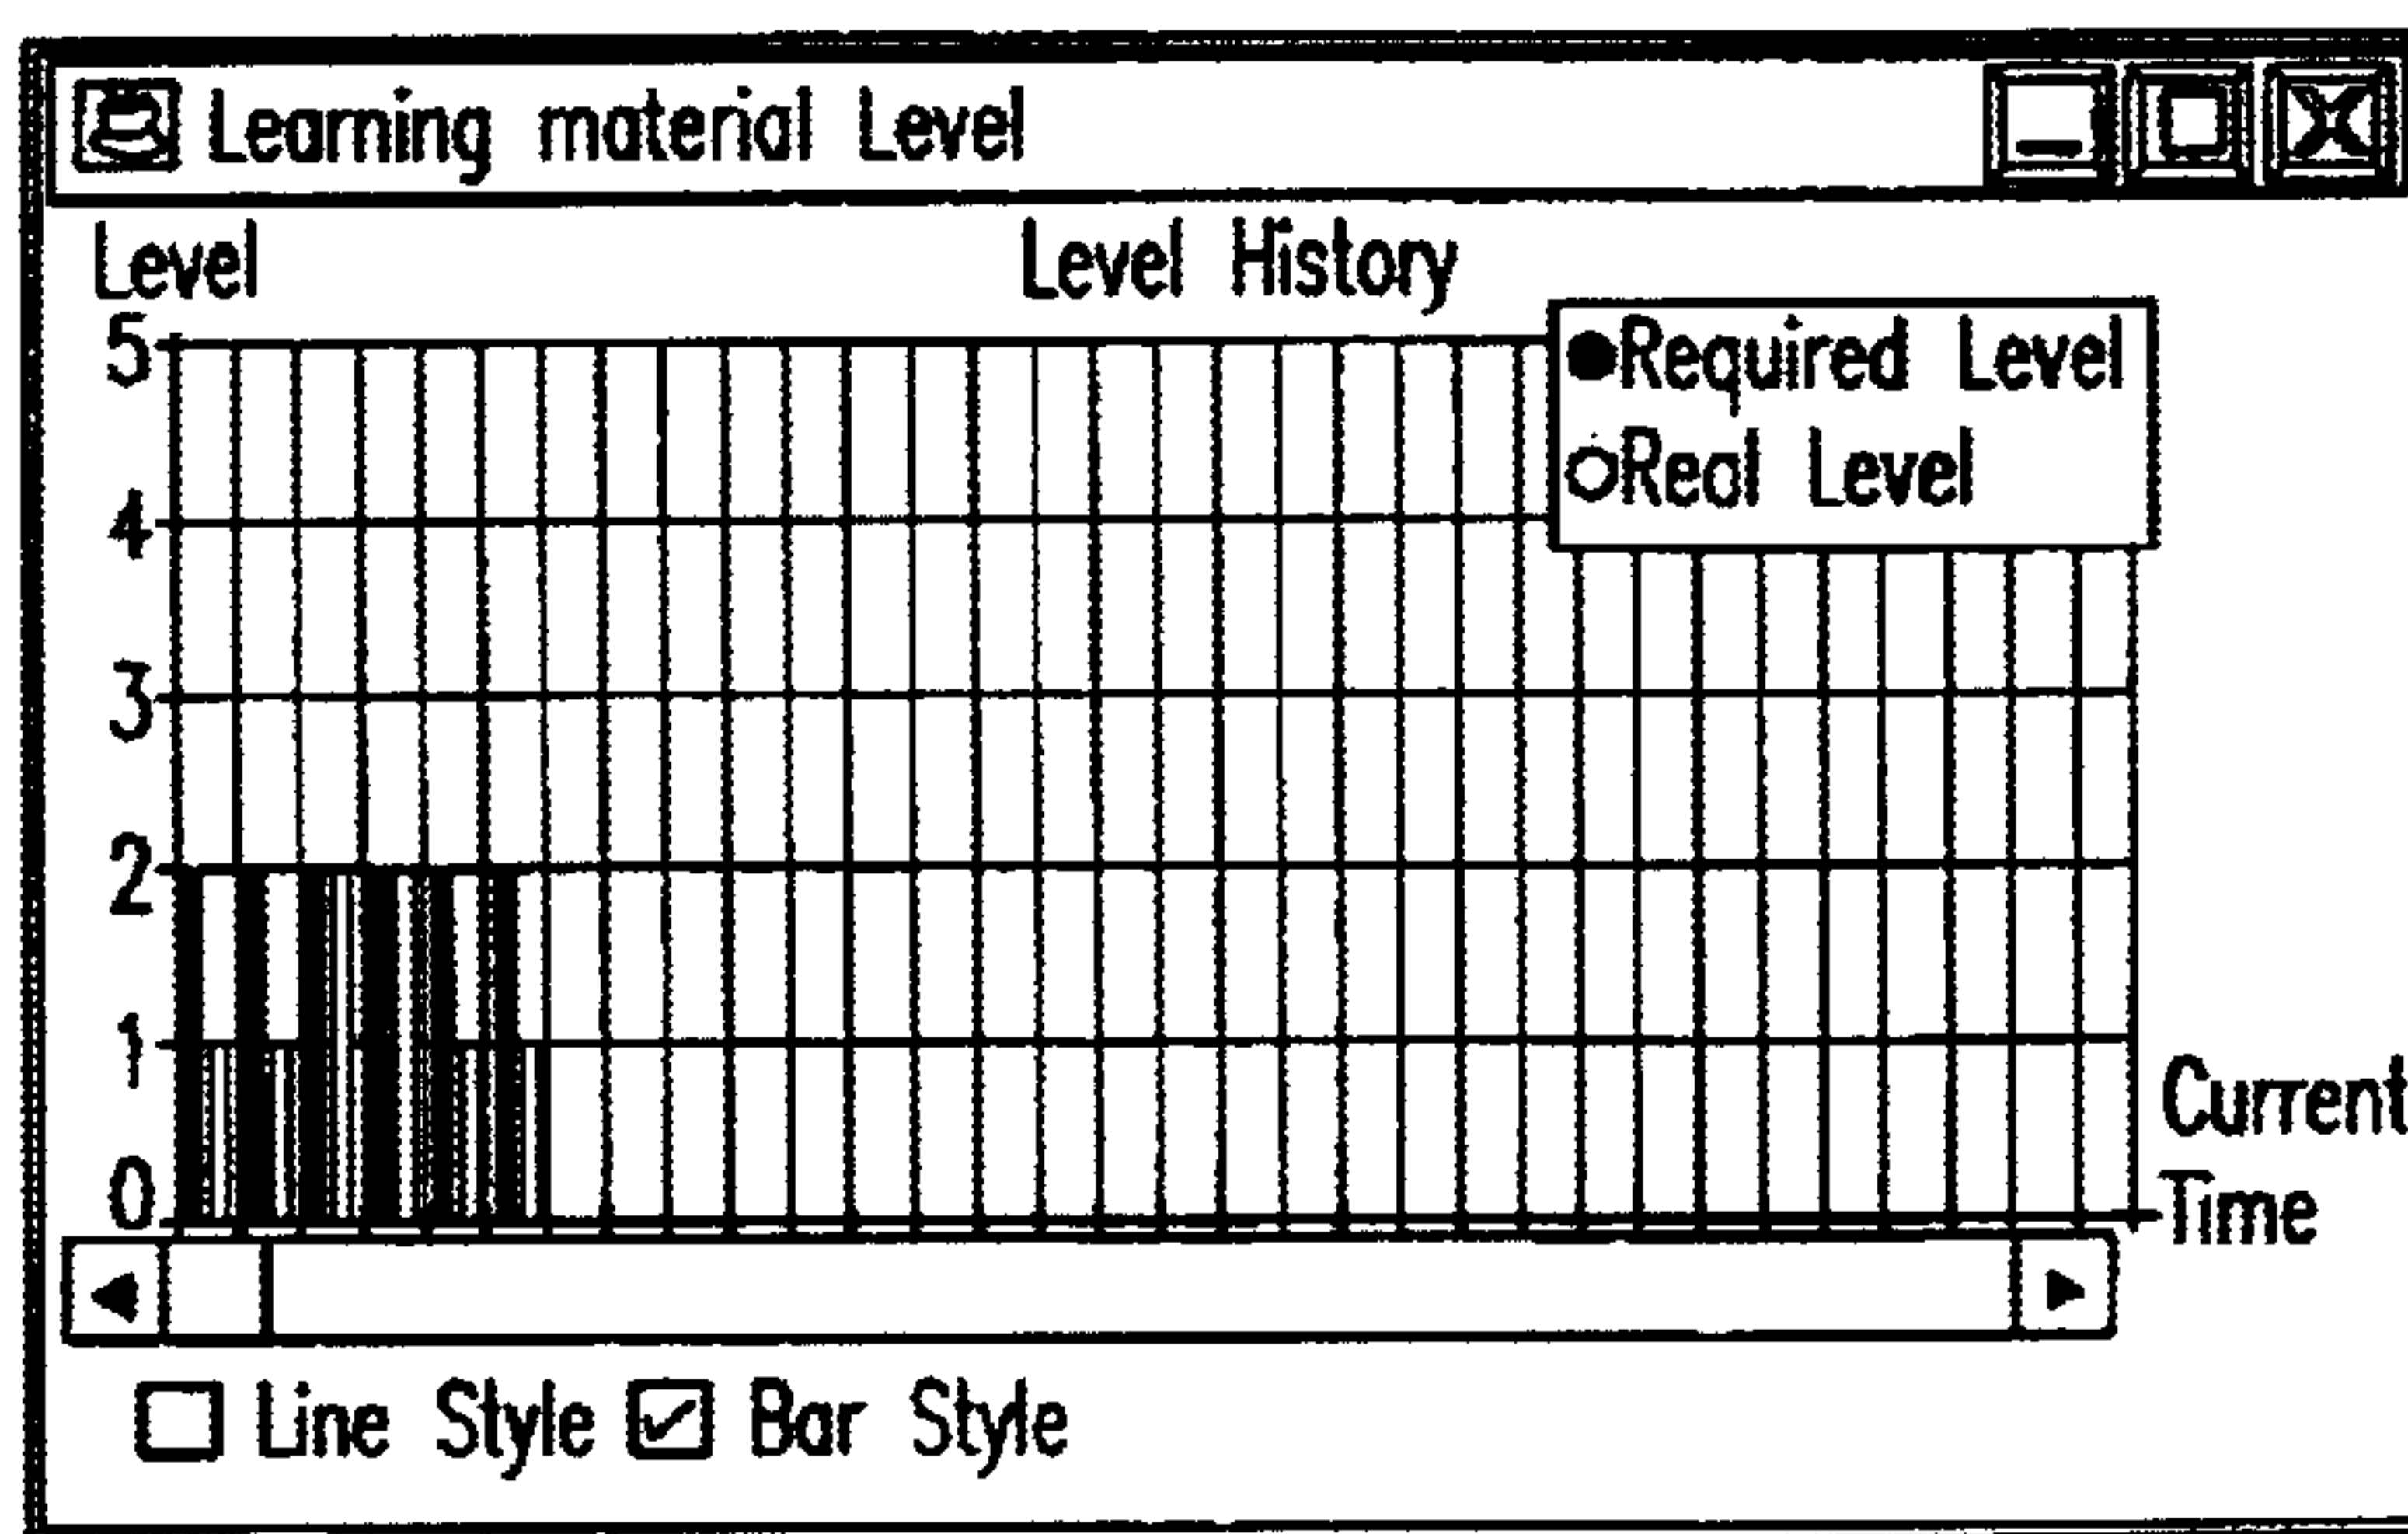 Learning material Level
Level
Level History
Required Level
Real Level
5
4
3
2
1
0
Current
Time
Line Style
Bar Style